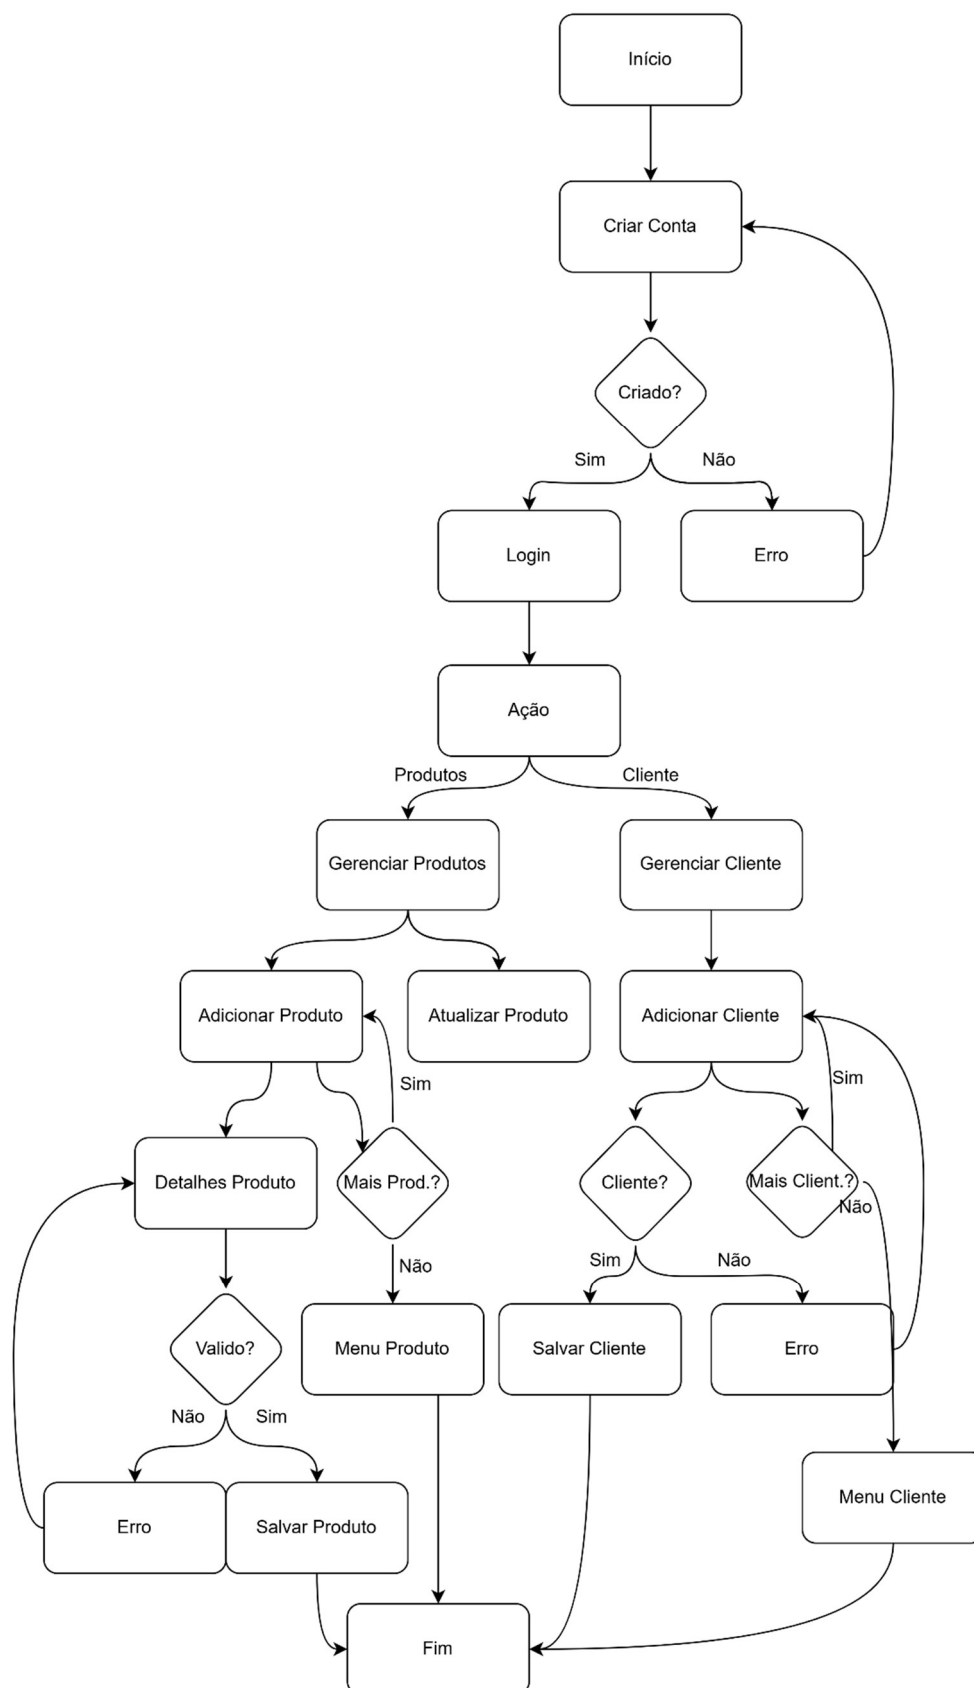 Início
Criar Conta
Criado?
Sim
Não
Login
Erro
Ação
Produtos
Cliente
Gerenciar Produtos
Gerenciar Cliente
Adicionar Produto
Atualizar Produto
Adicionar Cliente
Sim
Sim
Detalhes Produto
Mais Prod.?
Cliente?
Mais Client.?
Não
Não
Sim
Não
Valido?
Menu Produto
Salvar Cliente
Erro
Não
Sim
Menu Cliente
Erro
Salvar Produto
Fim